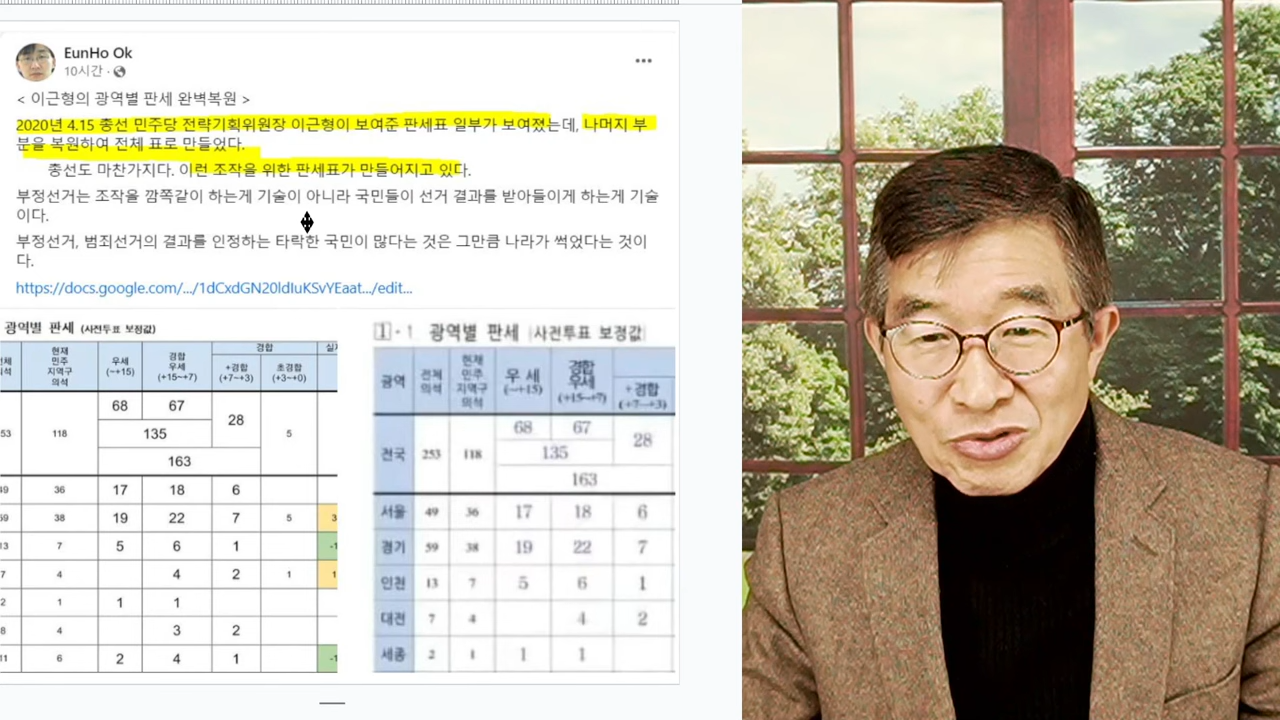 EunHo Ok
10시간 ·
< 이근형의 광역별 판세 완벽복원 >
2020년 4.15 총선 민주당 전략기획위원장 이근형이 보여준 판세표 일부가 보여졌는데, 나머지 부
분을 복원하여 전체 표로 만들었다.
총선도 마찬가지다. 이런 조작을 위한 판세표가 만들어지고 있다.
부정선거는 조작을 깜쪽같이 하는게 기술이 아니라 국민들이 선거 결과를 받아들이게 하는게 기술
이다.
부정선거, 범죄선거의 결과를 인정하는 타락한 국민이 많다는 것은 그만큼 나라가 썩었다는 것이
다.
https://docs.google.com/.../1dCxdGN20ldIuKSvYEaat.../edit...
광역별 판세 (사전투표 보정값)
현재 민주 지역구 의석 우세 (~+15) 경합 우세 (+15~+7) 경합 +경합 (+7~+3) 초경합 (+3~+0)
53 118 68 67 28 5
135
163
49 36 17 18 6
59 38 19 22 7 5 3
13 7 5 6 1 -1
7 4 4 2 1 1
2 1 1 1
8 4 3 2
11 6 2 4 1 -1
1 - 1 광역별 판세 (사전투표 보정값)
광역 전체 의석 현재 민주 지역구 의석 우세 (~+15) 경합 우세 (+15~+7) +경합 (+7~+3)
전국 253 118 68 67 28
135
163
서울 49 36 17 18 6
경기 59 38 19 22 7
인천 13 7 5 6 1
대전 7 4 4 2
세종 2 1 1 1